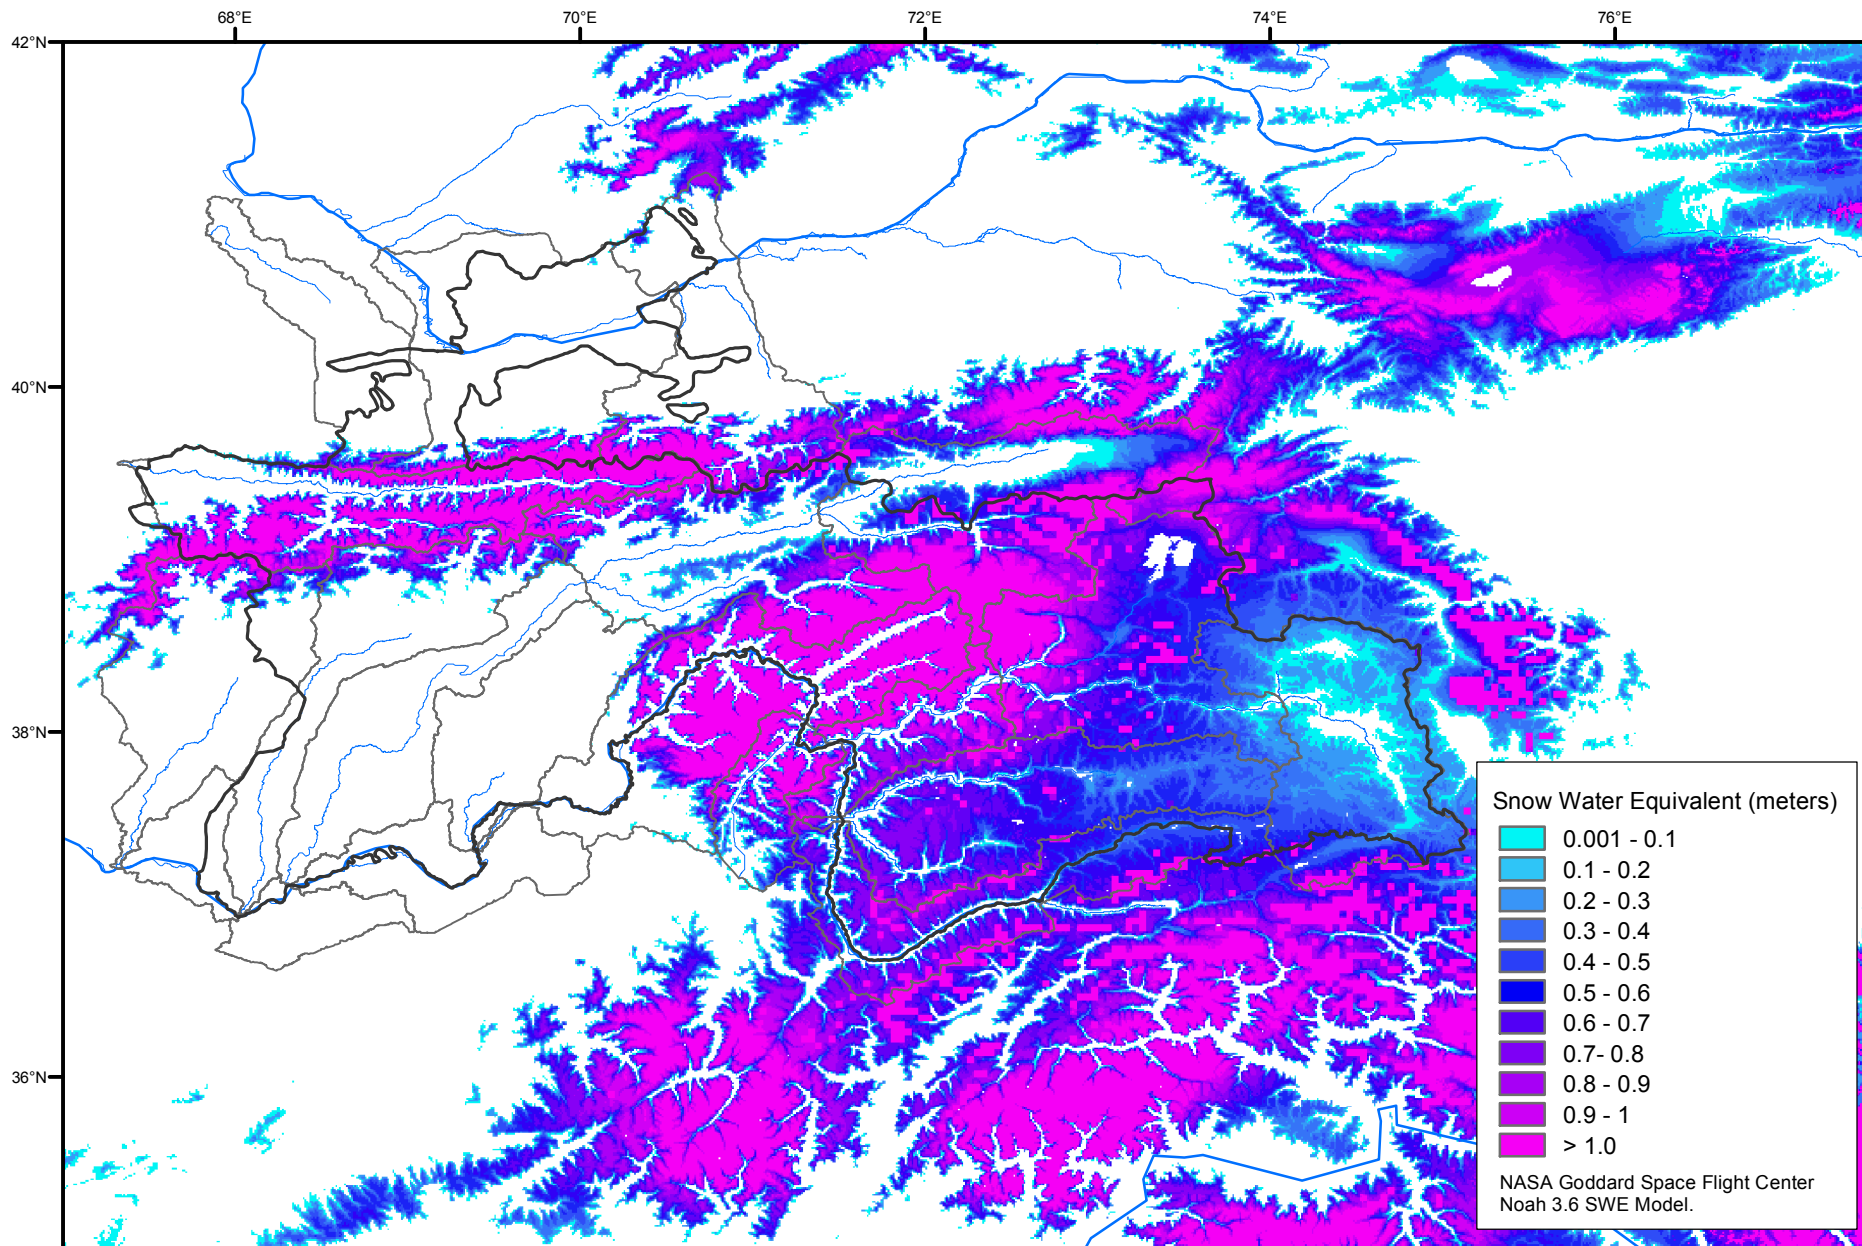 68°E
70°E
72°E
74°E
76°E
42°N
40°N
38°N
36°N
Snow Water Equivalent (meters)
0.001 - 0.1
0.1 - 0.2
0.2 - 0.3
0.3 - 0.4
0.4 - 0.5
0.5 - 0.6
0.6 - 0.7
0.7- 0.8
0.8 - 0.9
0.9 - 1
> 1.0
NASA Goddard Space Flight Center
Noah 3.6 SWE Model.